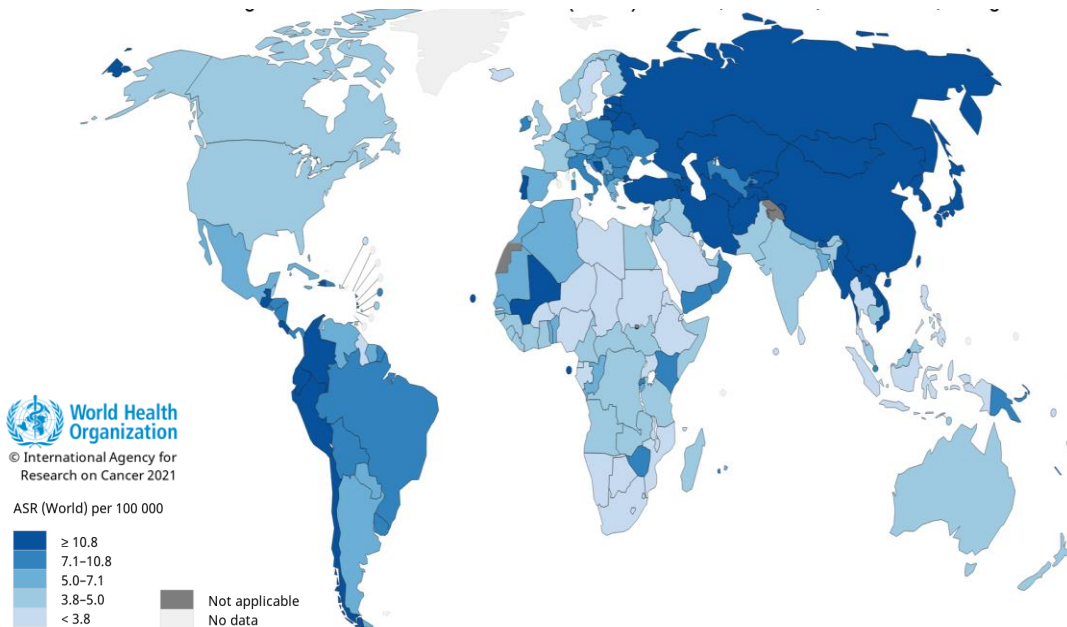 World Health
Organization
© International Agency for
Research on Cancer 2021
ASR (World) per 100 000
≥ 10.8
7.1–10.8
5.0–7.1
3.8–5.0
< 3.8
Not applicable
No data